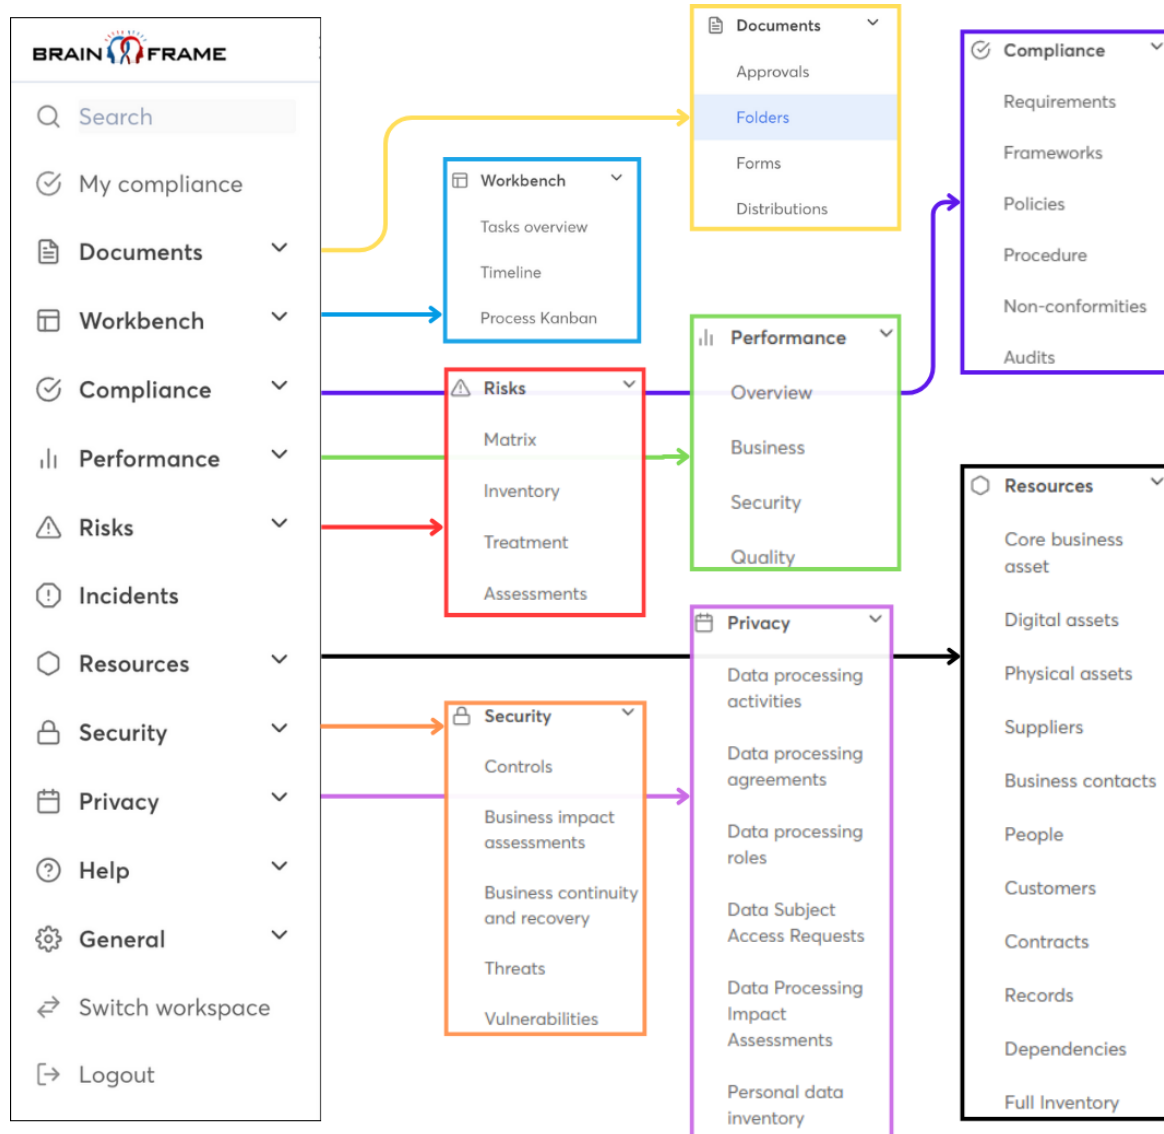 BRAIN FRAME
Search
My compliance
Documents
Workbench
Compliance
Performance
Risks
Incidents
Resources
Security
Privacy
Help
General
Switch workspace
Logout
Workbench
Tasks overview
Timeline
Process Kanban
Risks
Matrix
Inventory
Treatment
Assessments
Security
Controls
Business impact
assessments
Business continuity
and recovery
Threats
Vulnerabilities
Documents
Approvals
Folders
Forms
Distributions
Performance
Overview
Business
Security
Quality
Privacy
Data processing
activities
Data processing
agreements
Data processing
roles
Data Subject
Access Requests
Data Processing
Impact
Assessments
Personal data
inventory
Compliance
Requirements
Frameworks
Policies
Procedure
Non-conformities
Audits
Resources
Core business
asset
Digital assets
Physical assets
Suppliers
Business contacts
People
Customers
Contracts
Records
Dependencies
Full Inventory